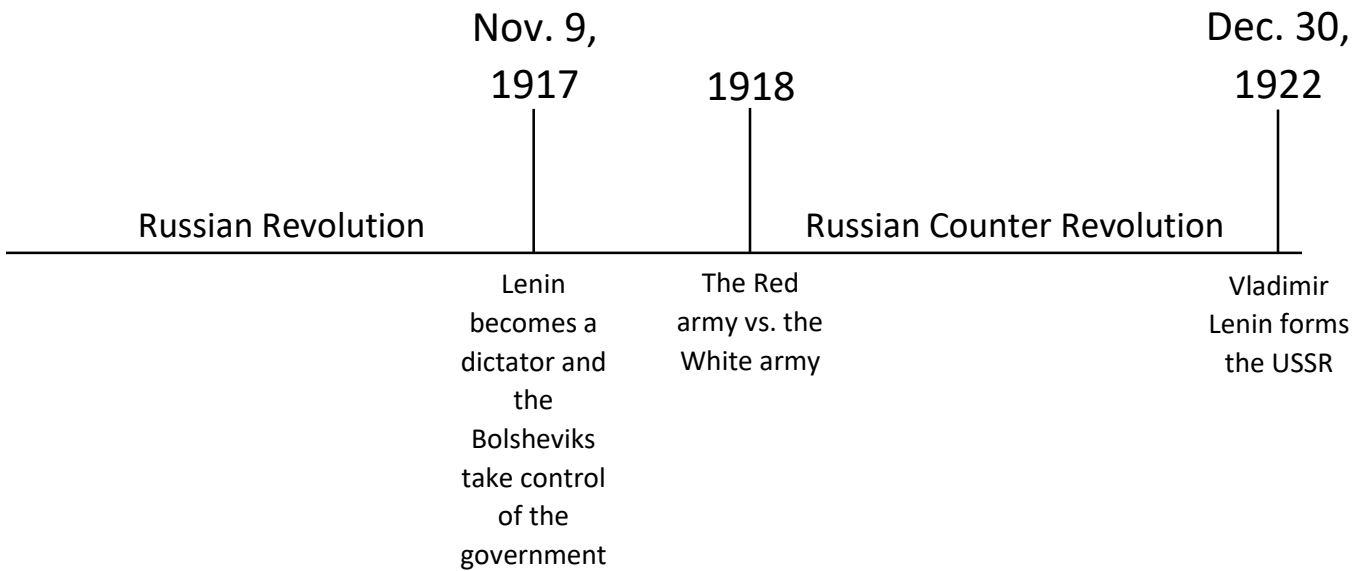 Nov. 9,
1917
1918
Dec. 30,
1922
Russian Revolution
Russian Counter Revolution
Lenin
becomes a
dictator and
the
Bolsheviks
take control
of the
government
The Red
army vs. the
White army
Vladimir
Lenin forms
the USSR